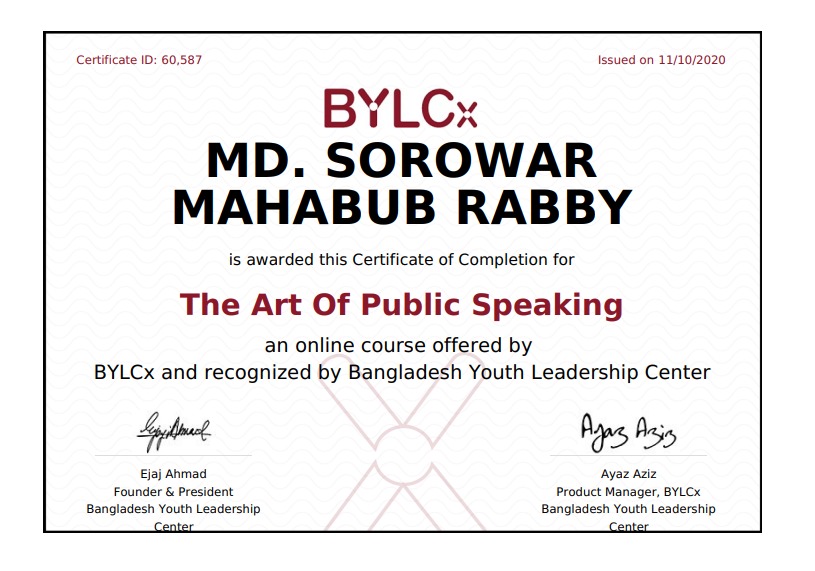 Certificate ID: 60,587
Issued on 11/10/2020
BYLCx
MD. SOROWAR
MAHABUB RABBY
is awarded this Certificate of Completion for
The Art Of Public Speaking
an online course offered by
BYLCx and recognized by Bangladesh Youth Leadership Center
Ejaj Ahmad
Ejaj Ahmad
Founder & President
Bangladesh Youth Leadership
Center
Ayaz Aziz
Ayaz Aziz
Product Manager, BYLCx
Bangladesh Youth Leadership
Center